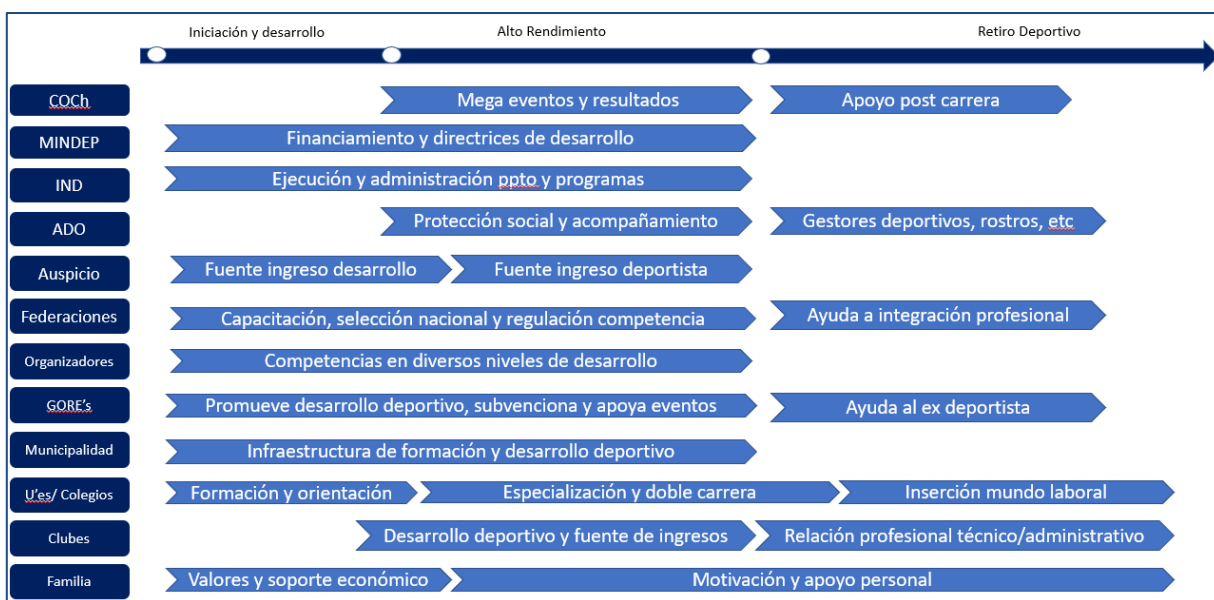 Iniciación y desarrollo
Alto Rendimiento
Retiro Deportivo
COCh
Mega eventos y resultados
Apoyo post carrera
MINDEP
Financiamiento y directrices de desarrollo
IND
Ejecución y administración ppto y programas
ADO
Protección social y acompañamiento
Gestores deportivos, rostros, etc
Auspicio
Fuente ingreso desarrollo
Fuente ingreso deportista
Federaciones
Capacitación, selección nacional y regulación competencia
Ayuda a integración profesional
Organizadores
Competencias en diversos niveles de desarrollo
GORE's
Promueve desarrollo deportivo, subvenciona y apoya eventos
Ayuda al ex deportista
Municipalidad
Infraestructura de formación y desarrollo deportivo
U'es/ Colegios
Formación y orientación
Especialización y doble carrera
Inserción mundo laboral
Clubes
Desarrollo deportivo y fuente de ingresos
Relación profesional técnico/administrativo
Familia
Valores y soporte económico
Motivación y apoyo personal